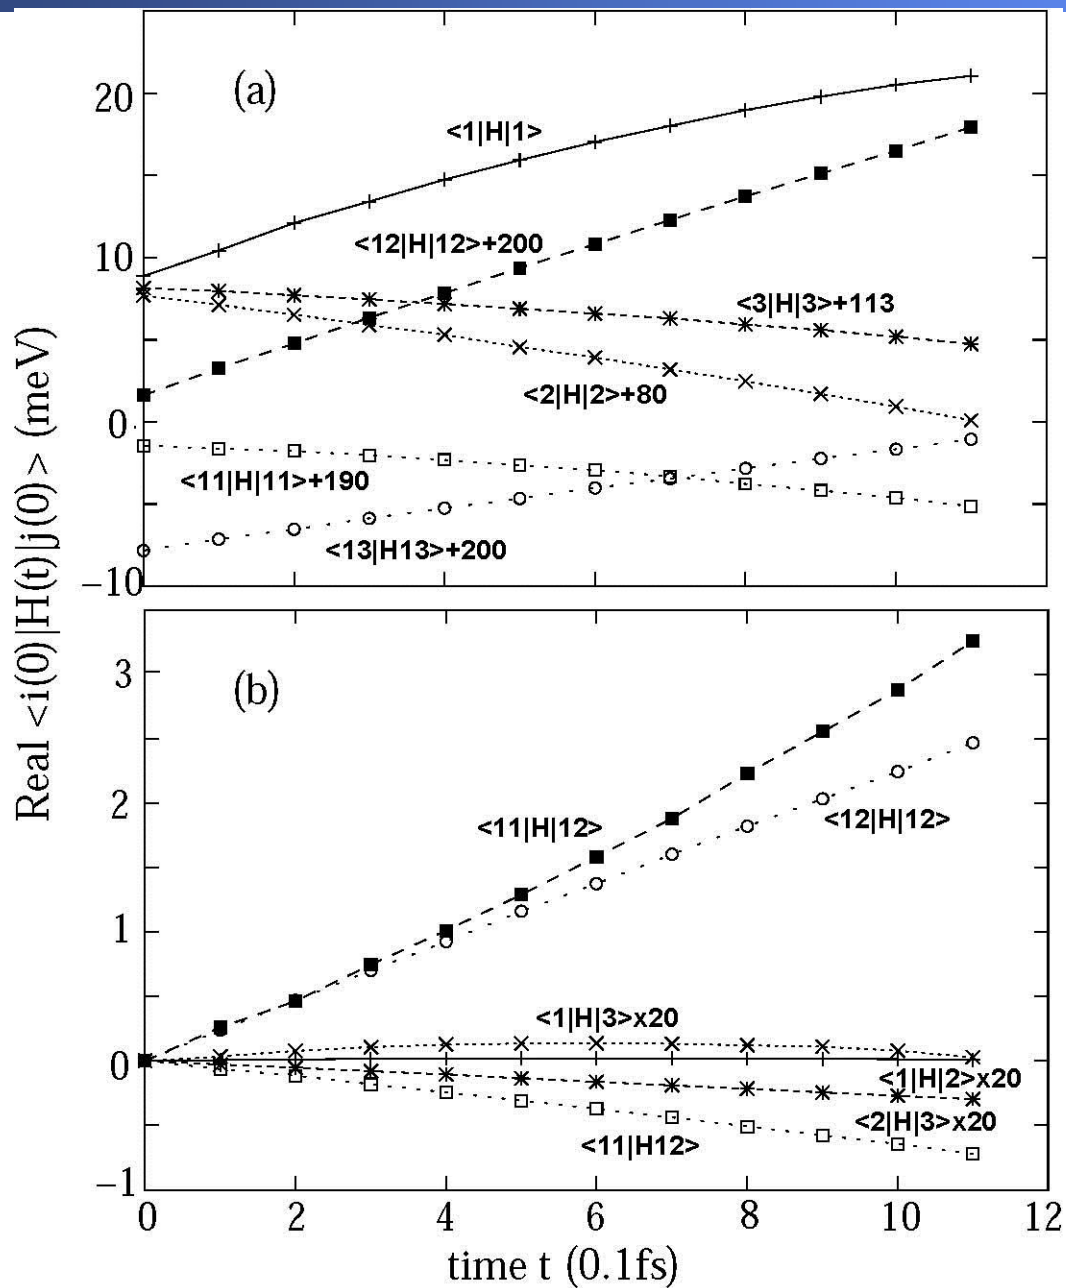 (a)
20
<1|H|1>
<12|H|12>+200
10
<3|H|3>+113
<2|H|2>+80
0
<11|H|11>+190
<13|H13>+200
−10
Real <i(0)|H(t)|j(0)> (meV)
(b)
3
2
<11|H|12>
<12|H|12>
1
<1|H|3>x20
0
<1|H|2>x20
<2|H|3>x20
<11|H12>
−1
0 2 4 6 8 10 12
time t (0.1fs)